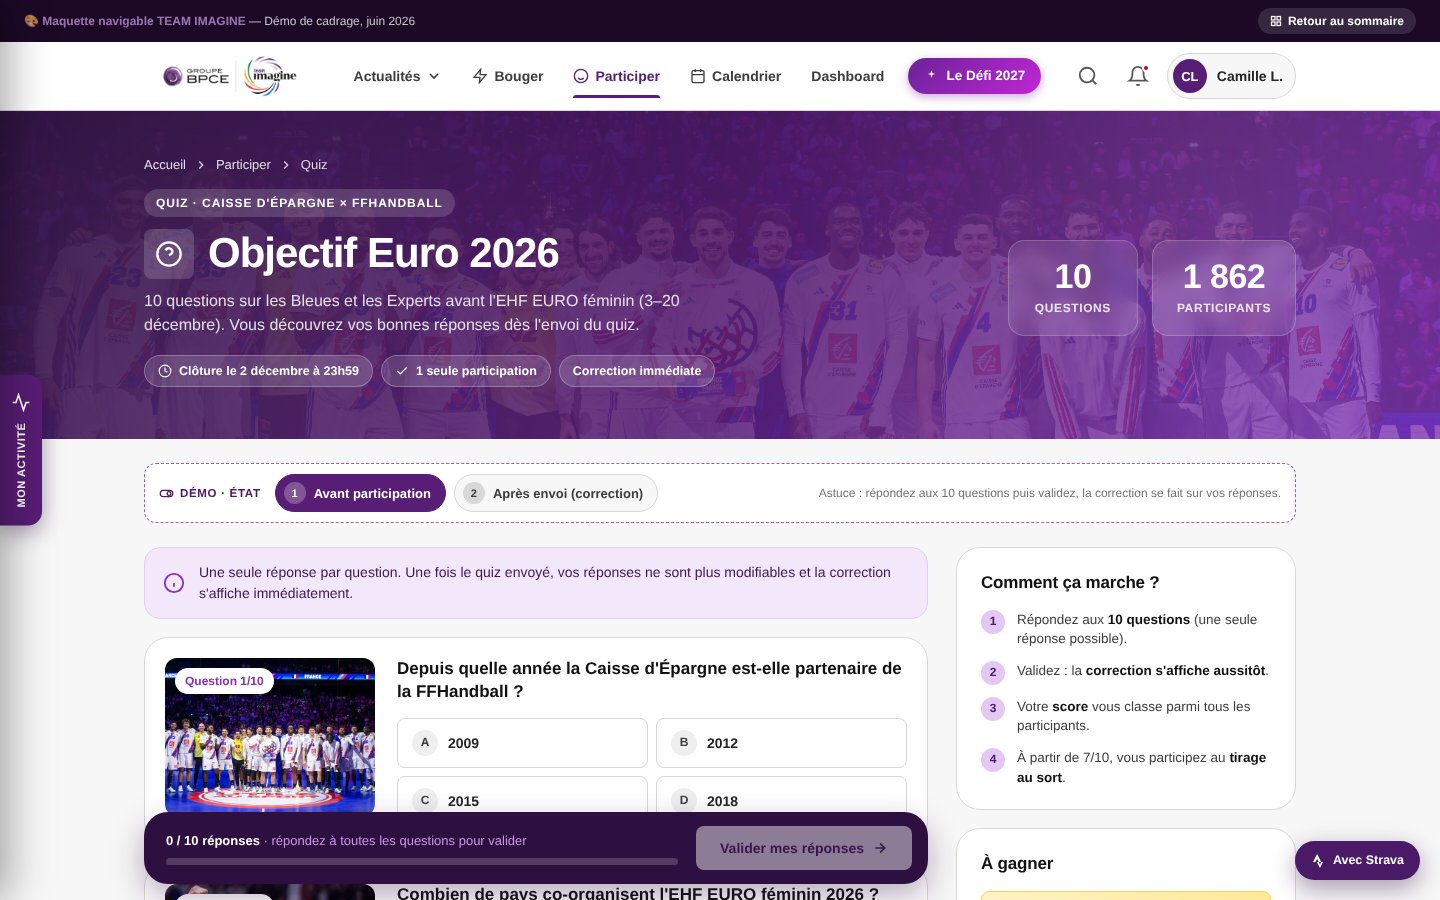 🎨 Maquette navigable TEAM IMAGINE — Démo de cadrage, juin 2026
Retour au sommaire
GROUPE BPCE
team imagine
Actualités
Bouger
Participer
Calendrier
Dashboard
Le Défi 2027
CL
Camille L.
Accueil > Participer > Quiz
QUIZ · CAISSE D'ÉPARGNE × FFHANDBALL
Objectif Euro 2026
10 questions sur les Bleues et les Experts avant l'EHF EURO féminin (3–20
décembre). Vous découvrez vos bonnes réponses dès l'envoi du quiz.
Clôture le 2 décembre à 23h59
1 seule participation
Correction immédiate
10
QUESTIONS
1 862
PARTICIPANTS
MON ACTIVITÉ
DÉMO · ÉTAT
1 Avant participation
2 Après envoi (correction)
Astuce : répondez aux 10 questions puis validez, la correction se fait sur vos réponses.
Une seule réponse par question. Une fois le quiz envoyé, vos réponses ne sont plus modifiables et la correction
s'affiche immédiatement.
Question 1/10
Depuis quelle année la Caisse d'Épargne est-elle partenaire de
la FFHandball ?
A 2009
B 2012
C 2015
D 2018
0 / 10 réponses · répondez à toutes les questions pour valider
Valider mes réponses
Combien de pays co-organisent l'EHF EURO féminin 2026 ?
Comment ça marche ?
1 Répondez aux 10 questions (une seule
réponse possible).
2 Validez : la correction s'affiche aussitôt.
3 Votre score vous classe parmi tous les
participants.
4 À partir de 7/10, vous participez au tirage
au sort.
À gagner
Avec Strava